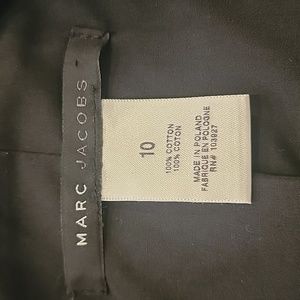 MARC JACOBS
10
100% COTTON
100% COTON
MADE IN POLAND
FABRIQUE EN POLOGNE
RN# 103927